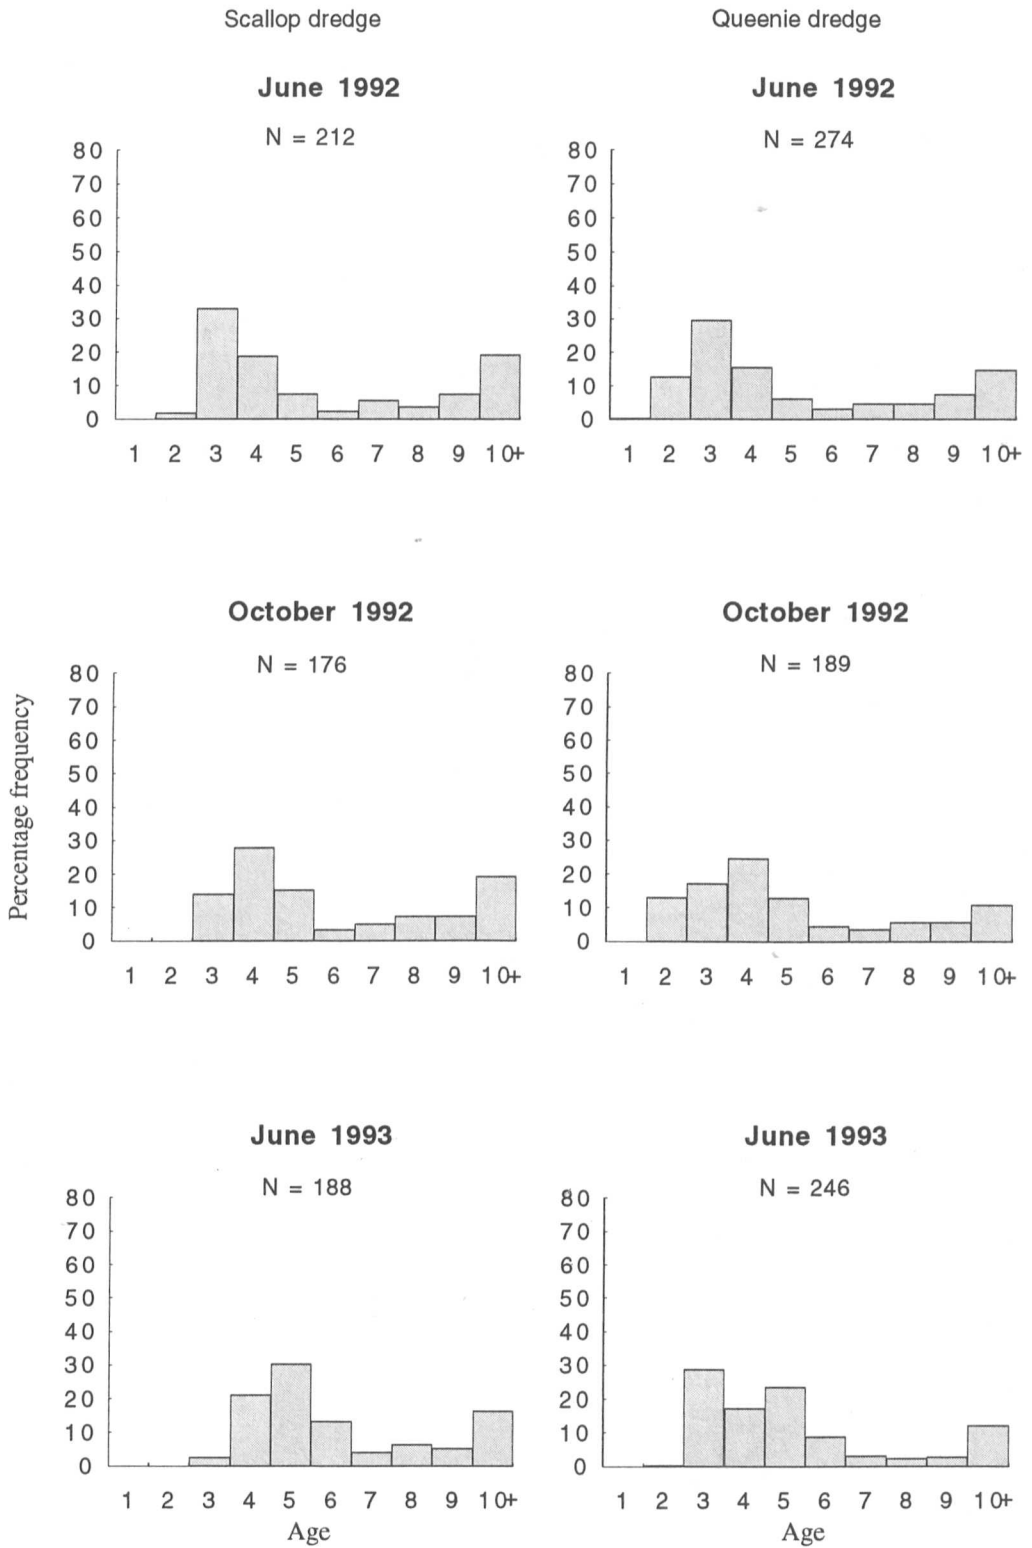 Scallop dredge
Queenie dredge
June 1992
N = 212
80
70
60
50
40
30
20
10
0
1 2 3 4 5 6 7 8 9 10+
June 1992
N = 274
80
70
60
50
40
30
20
10
0
1 2 3 4 5 6 7 8 9 10+
Percentage frequency
October 1992
N = 176
80
70
60
50
40
30
20
10
0
1 2 3 4 5 6 7 8 9 10+
October 1992
N = 189
80
70
60
50
40
30
20
10
0
1 2 3 4 5 6 7 8 9 10+
June 1993
N = 188
80
70
60
50
40
30
20
10
0
1 2 3 4 5 6 7 8 9 10+
Age
June 1993
N = 246
80
70
60
50
40
30
20
10
0
1 2 3 4 5 6 7 8 9 10+
Age